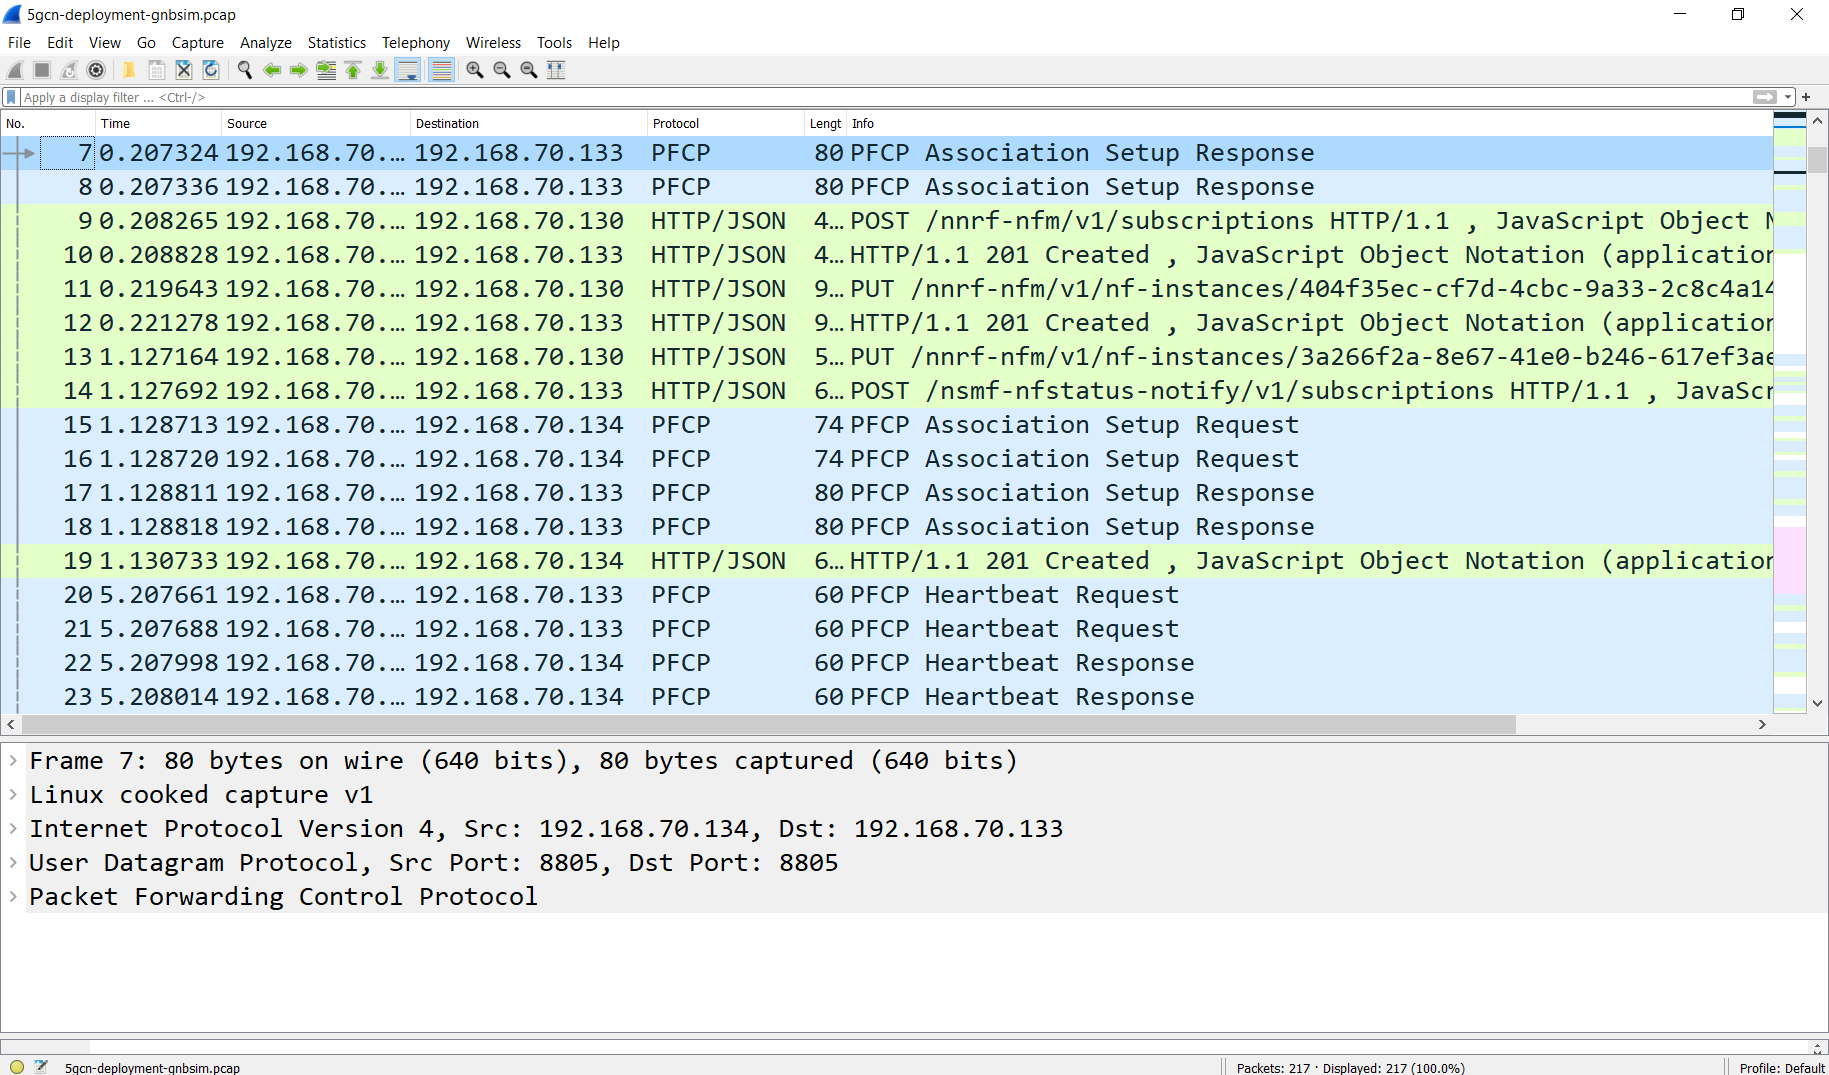 5gcn-deployment-gnbsim.pcap
File Edit View Go Capture Analyze Statistics Telephony Wireless Tools Help
Apply a display filter ... <Ctrl-/>
No. Time Source Destination Protocol Lengt Info
7 0.207324 192.168.70.… 192.168.70.133 PFCP 80 PFCP Association Setup Response
8 0.207336 192.168.70.… 192.168.70.133 PFCP 80 PFCP Association Setup Response
9 0.208265 192.168.70.… 192.168.70.130 HTTP/JSON 4… POST /nnrf-nfm/v1/subscriptions HTTP/1.1 , JavaScript Object N
10 0.208828 192.168.70.… 192.168.70.133 HTTP/JSON 4… HTTP/1.1 201 Created , JavaScript Object Notation (application
11 0.219643 192.168.70.… 192.168.70.130 HTTP/JSON 9… PUT /nnrf-nfm/v1/nf-instances/404f35ec-cf7d-4cbc-9a33-2c8c4a14
12 0.221278 192.168.70.… 192.168.70.133 HTTP/JSON 9… HTTP/1.1 201 Created , JavaScript Object Notation (application
13 1.127164 192.168.70.… 192.168.70.130 HTTP/JSON 5… PUT /nnrf-nfm/v1/nf-instances/3a266f2a-8e67-41e0-b246-617ef3ae
14 1.127692 192.168.70.… 192.168.70.133 HTTP/JSON 6… POST /nsmf-nfstatus-notify/v1/subscriptions HTTP/1.1 , JavaScr
15 1.128713 192.168.70.… 192.168.70.134 PFCP 74 PFCP Association Setup Request
16 1.128720 192.168.70.… 192.168.70.134 PFCP 74 PFCP Association Setup Request
17 1.128811 192.168.70.… 192.168.70.133 PFCP 80 PFCP Association Setup Response
18 1.128818 192.168.70.… 192.168.70.133 PFCP 80 PFCP Association Setup Response
19 1.130733 192.168.70.… 192.168.70.134 HTTP/JSON 6… HTTP/1.1 201 Created , JavaScript Object Notation (application
20 5.207661 192.168.70.… 192.168.70.133 PFCP 60 PFCP Heartbeat Request
21 5.207688 192.168.70.… 192.168.70.133 PFCP 60 PFCP Heartbeat Request
22 5.207998 192.168.70.… 192.168.70.134 PFCP 60 PFCP Heartbeat Response
23 5.208014 192.168.70.… 192.168.70.134 PFCP 60 PFCP Heartbeat Response
Frame 7: 80 bytes on wire (640 bits), 80 bytes captured (640 bits)
Linux cooked capture v1
Internet Protocol Version 4, Src: 192.168.70.134, Dst: 192.168.70.133
User Datagram Protocol, Src Port: 8805, Dst Port: 8805
Packet Forwarding Control Protocol
5gcn-deployment-gnbsim.pcap Packets: 217 · Displayed: 217 (100.0%) Profile: Default